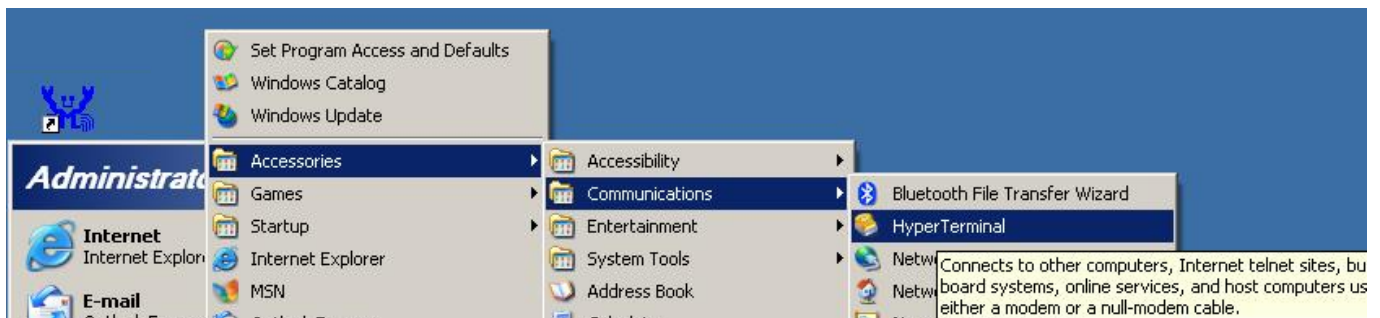 Set Program Access and Defaults
Windows Catalog
Windows Update
Accessories
Games
Startup
Internet Explorer
MSN
Accessibility
Communications
Entertainment
System Tools
Address Book
Bluetooth File Transfer Wizard
HyperTerminal
Connects to other computers, Internet telnet sites, bu
board systems, online services, and host computers us
either a modem or a null-modem cable.
Administrato
Internet
Internet Explor
E-mail